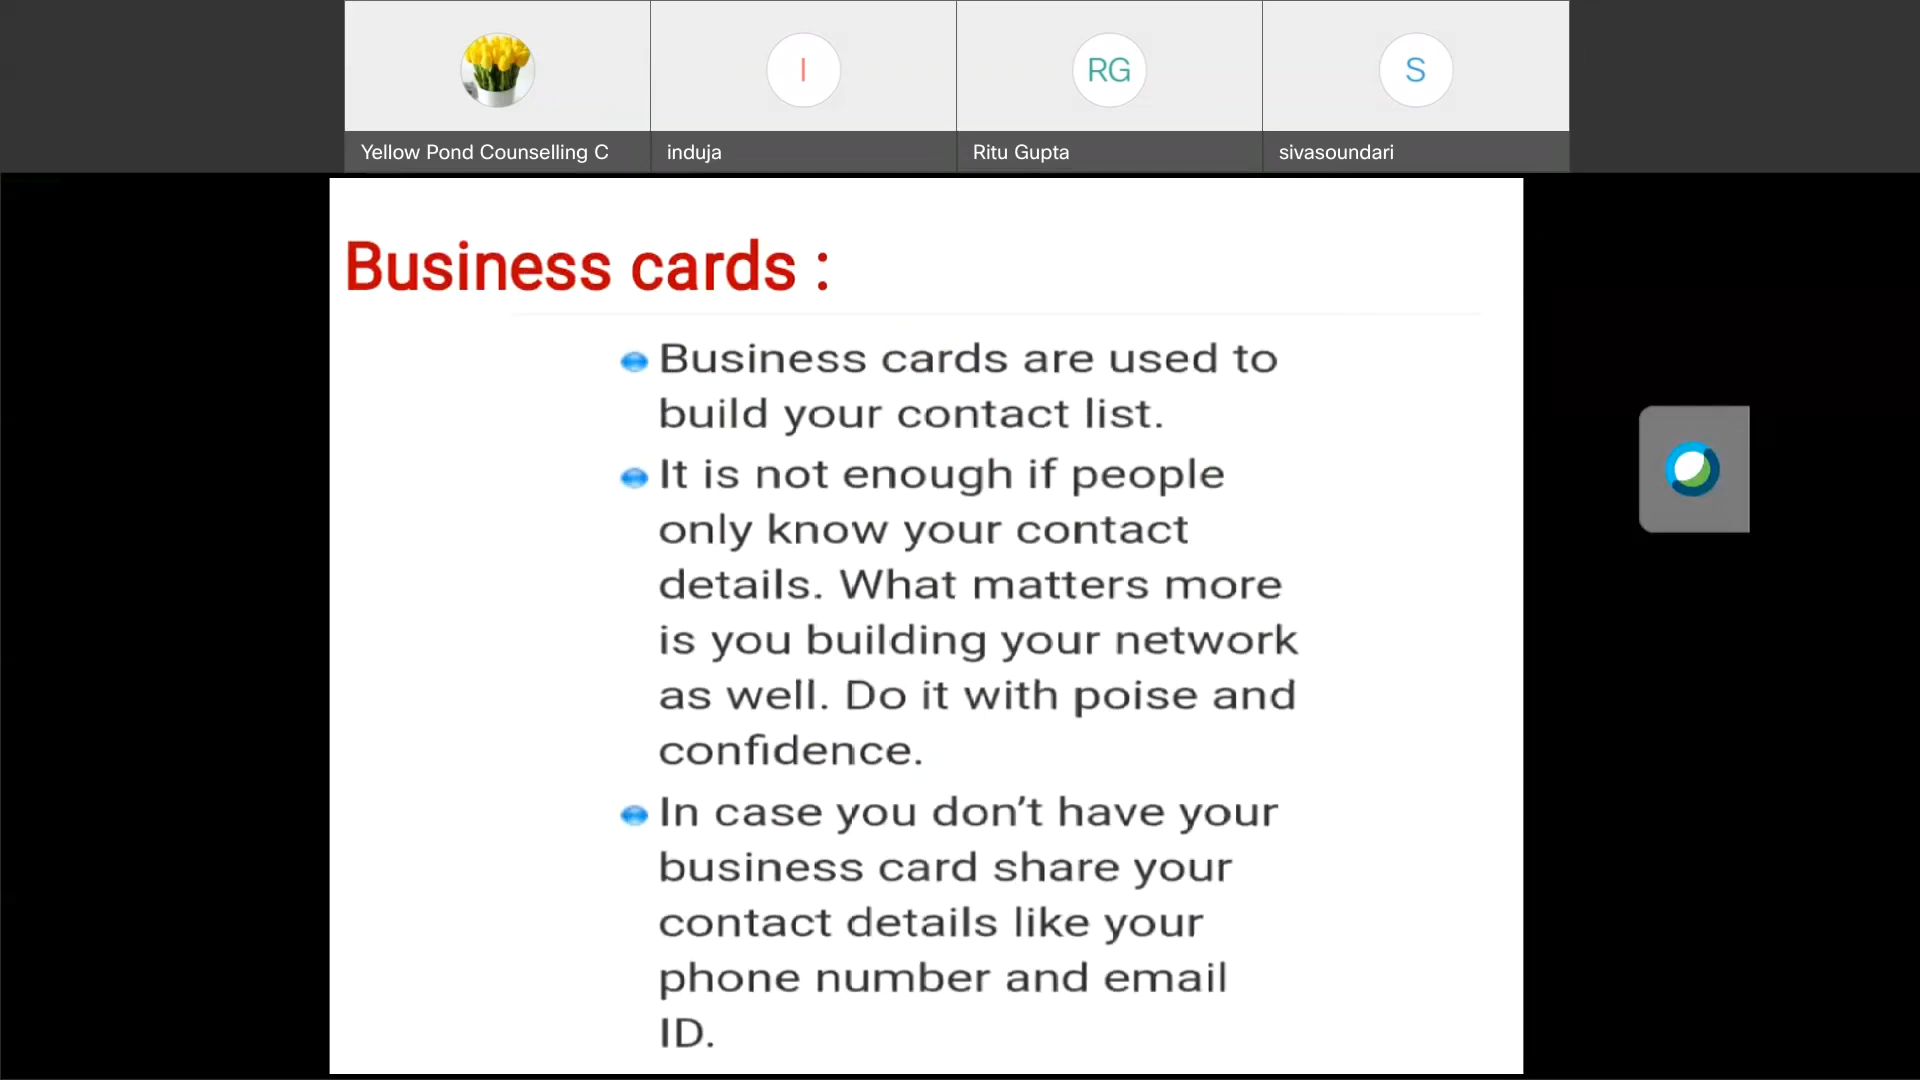 I
RG
S
Yellow Pond Counselling C
induja
Ritu Gupta
sivasoundari
Business cards :
Business cards are used to
build your contact list.
It is not enough if people
only know your contact
details. What matters more
is you building your network
as well. Do it with poise and
confidence.
In case you don’t have your
business card share your
contact details like your
phone number and email
ID.